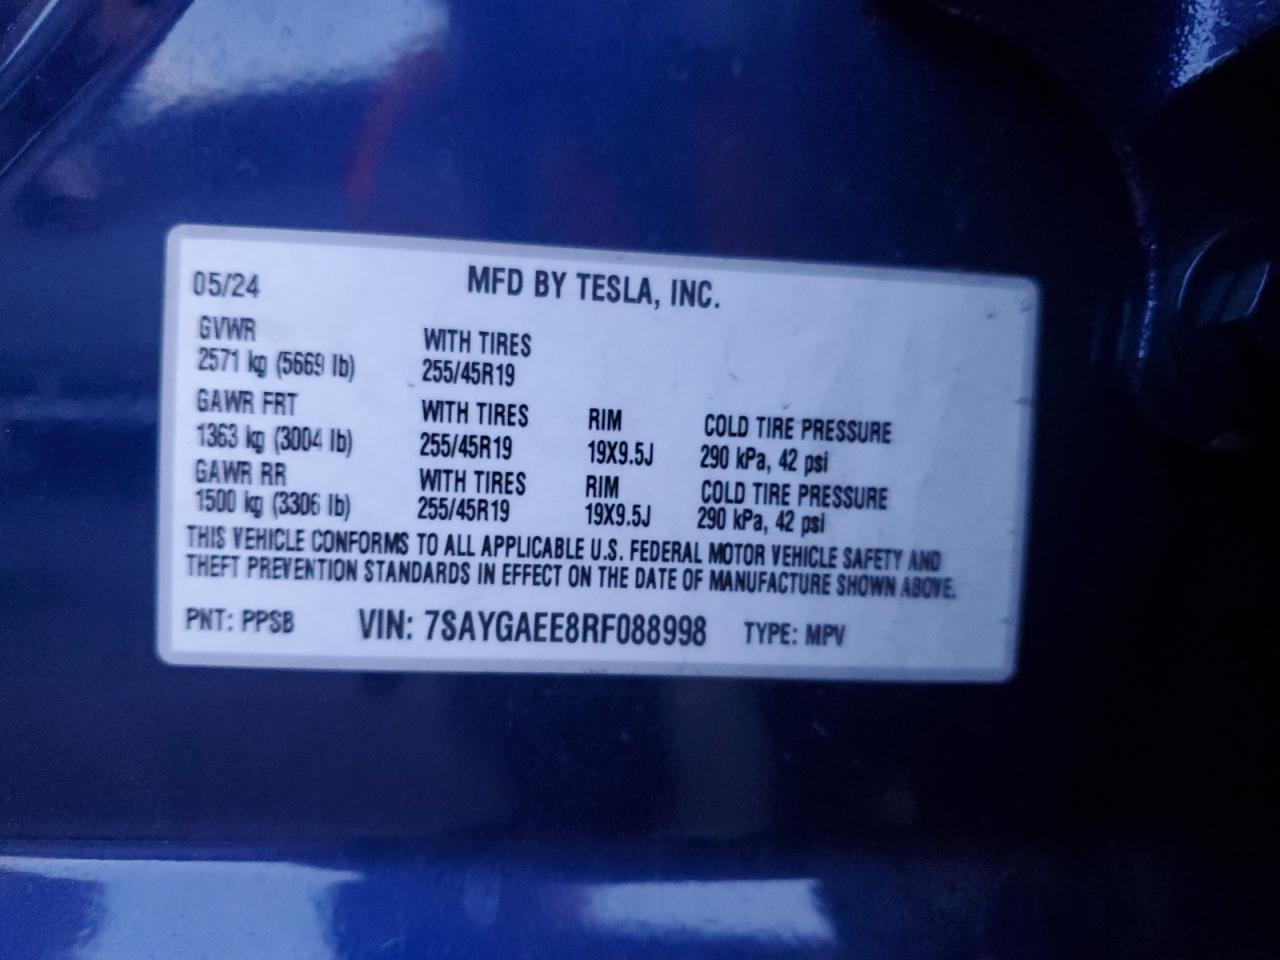 05/24 MFD BY TESLA, INC.
GVWR WITH TIRES
2571 kg (5669 lb) 255/45R19
GAWR FRT WITH TIRES RIM COLD TIRE PRESSURE
1363 kg (3004 lb) 255/45R19 19X9.5J 290 kPa, 42 psi
GAWR RR WITH TIRES RIM COLD TIRE PRESSURE
1500 kg (3306 lb) 255/45R19 19X9.5J 290 kPa, 42 psi
THIS VEHICLE CONFORMS TO ALL APPLICABLE U.S. FEDERAL MOTOR VEHICLE SAFETY AND
THEFT PREVENTION STANDARDS IN EFFECT ON THE DATE OF MANUFACTURE SHOWN ABOVE.
PNT: PPSB VIN: 7SAYGAEE8RF088998 TYPE: MPV